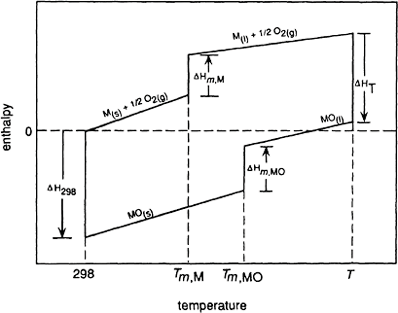 M(l) + 1/2 O2(g)
M(s) + 1/2 O2(g)
ΔHm,M
ΔHT
MO(l)
0
enthalpy
ΔHm,MO
ΔH298
MO(s)
298
Tm,M
Tm,MO
T
temperature